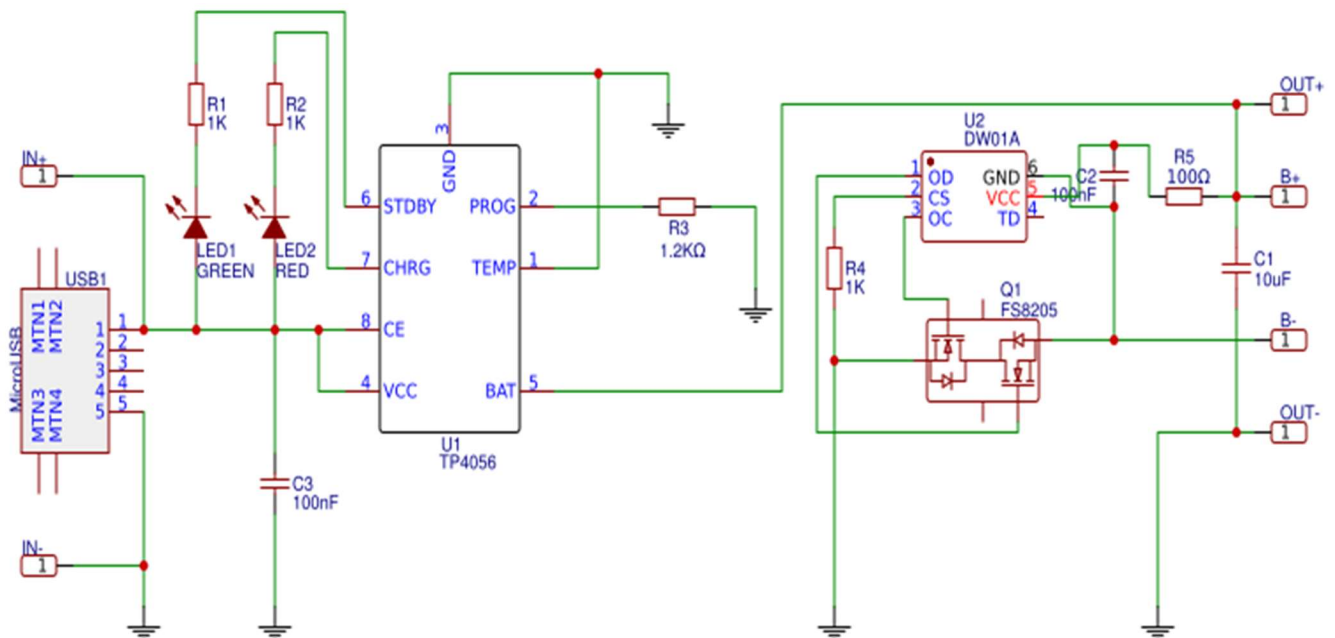 IN+
1
R1
1K
R2
1K
LED1
GREEN
LED2
RED
USB1
MicroUSB
MTN1
MTN2
MTN3
MTN4
1
1
2
2
3
3
4
4
5
5
IN-
1
C3
100nF
3
GND
6
STDBY
7
CHRG
8
CE
4
VCC
PROG
2
TEMP
1
BAT
5
U1
TP4056
R3
1.2KΩ
U2
DW01A
1
OD
2
CS
3
OC
GND
6
VCC
5
TD
4
C2
100nF
R5
100Ω
R4
1K
Q1
FS8205
C1
10uF
OUT+
1
B+
1
B-
1
OUT-
1